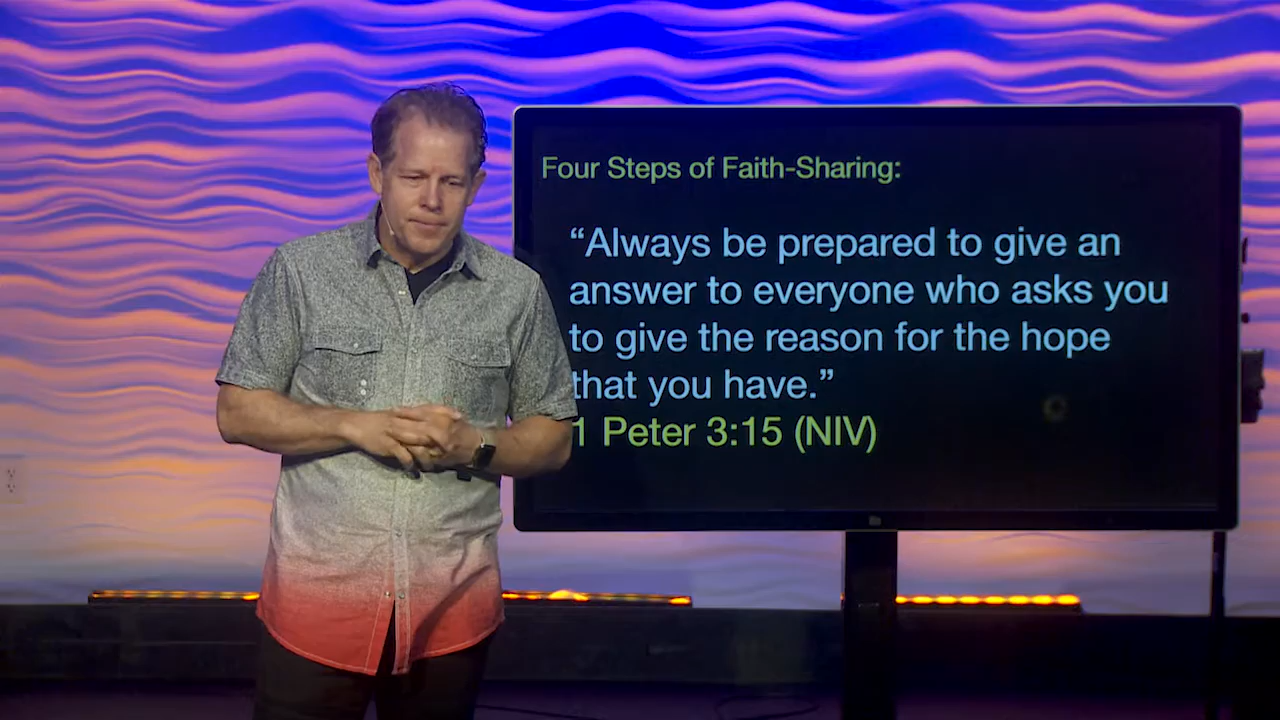 Four Steps of Faith-Sharing:
“Always be prepared to give an
answer to everyone who asks you
to give the reason for the hope
that you have.”
1 Peter 3:15 (NIV)